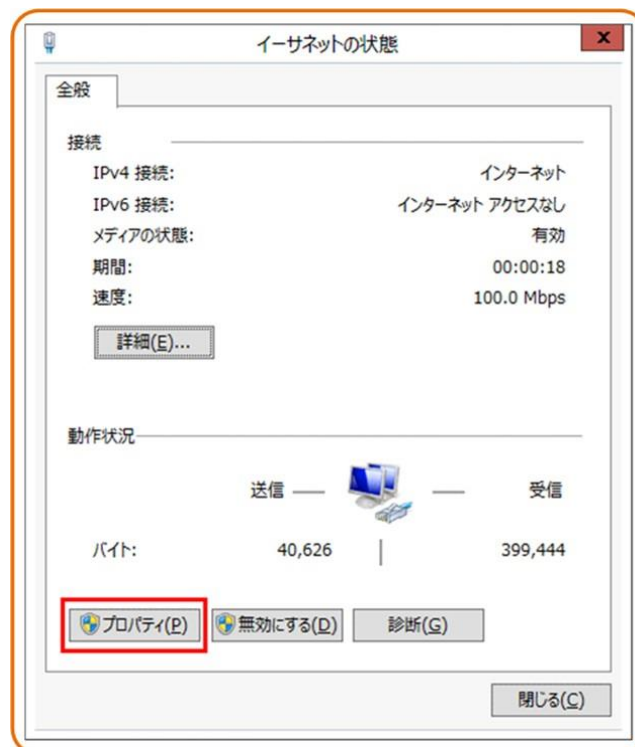 イーサネットの状態
x
全般
接続
IPv4 接続: インターネット
IPv6 接続: インターネット アクセスなし
メディアの状態: 有効
期間: 00:00:18
速度: 100.0 Mbps
詳細(E)...
動作状況
送信 受信
バイト: 40,626 399,444
プロパティ(P) 無効にする(D) 診断(G)
閉じる(C)